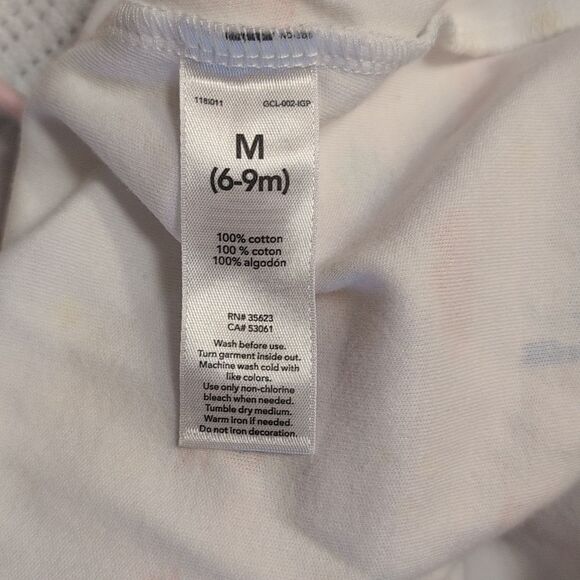 118I011 GCL-002-IGP
M
(6-9m)
100% cotton
100 % coton
100% algodón
RN# 35623
CA# 53061
Wash before use.
Turn garment inside out.
Machine wash cold with
like colors.
Use only non-chlorine
bleach when needed.
Tumble dry medium.
Warm iron if needed.
Do not iron decoration.